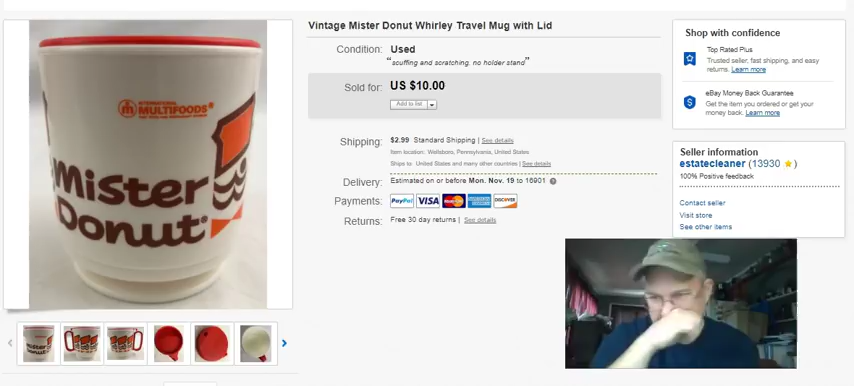 Vintage Mister Donut Whirley Travel Mug with Lid
Condition: Used
"scuffing and scratching; no holder stand"
Sold for: US $10.00
Add to list
Shipping: $2.99 Standard Shipping | See details
Item location: Wellsboro, Pennsylvania, United States
Ships to: United States and many other countries | See details
Delivery: Estimated on or before Mon. Nov. 19 to 16901
Payments: PayPal VISA MasterCard DISCOVER
Returns: Free 30 day returns | See details
Shop with confidence
Top Rated Plus
Trusted seller, fast shipping, and easy
returns. Learn more
eBay Money Back Guarantee
Get the item you ordered or get your
money back. Learn more
Seller information
estatecleaner (13930 ★)
100% Positive feedback
Contact seller
Visit store
See other items
INTERNATIONAL
MULTIFOODS®
Mister
Donut®